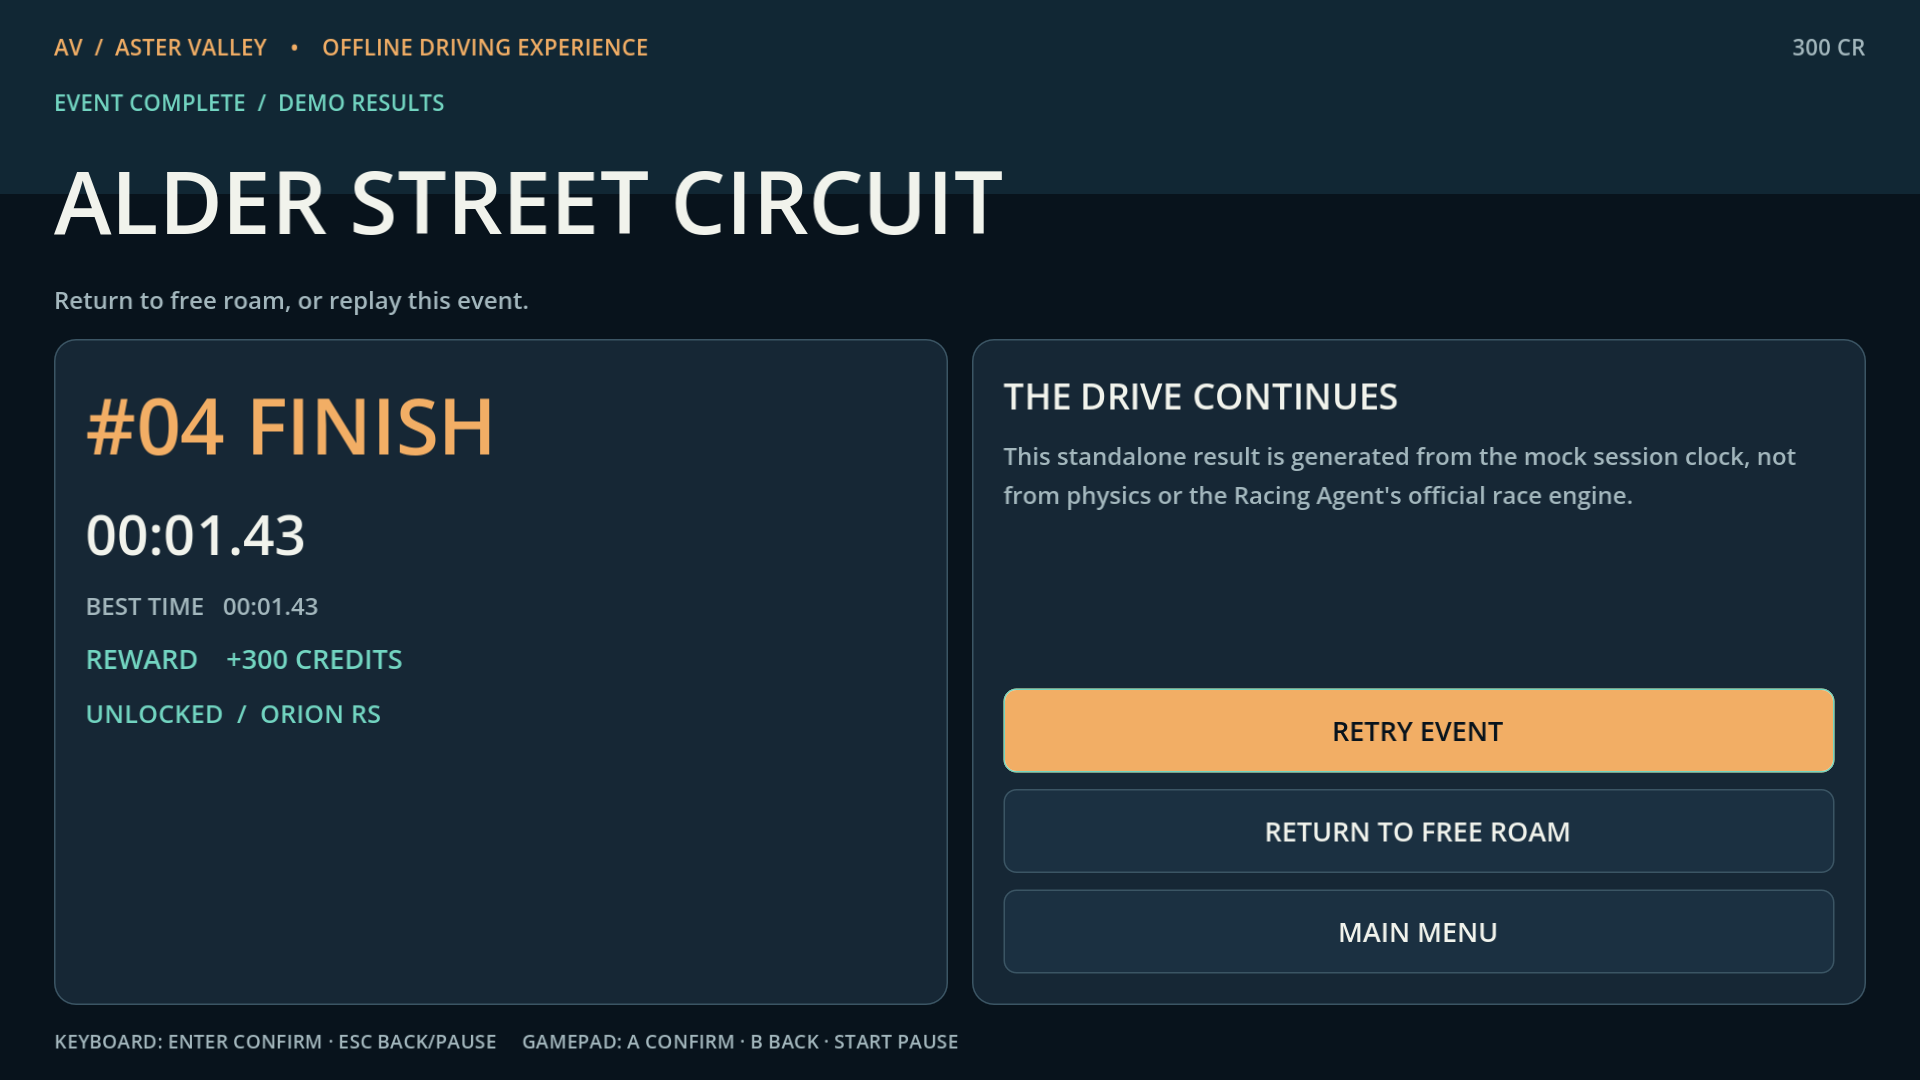 AV / ASTER VALLEY • OFFLINE DRIVING EXPERIENCE
300 CR
EVENT COMPLETE / DEMO RESULTS
ALDER STREET CIRCUIT
Return to free roam, or replay this event.
#04 FINISH
00:01.43
BEST TIME 00:01.43
REWARD +300 CREDITS
UNLOCKED / ORION RS
THE DRIVE CONTINUES
This standalone result is generated from the mock session clock, not
from physics or the Racing Agent's official race engine.
RETRY EVENT
RETURN TO FREE ROAM
MAIN MENU
KEYBOARD: ENTER CONFIRM · ESC BACK/PAUSE GAMEPAD: A CONFIRM · B BACK · START PAUSE